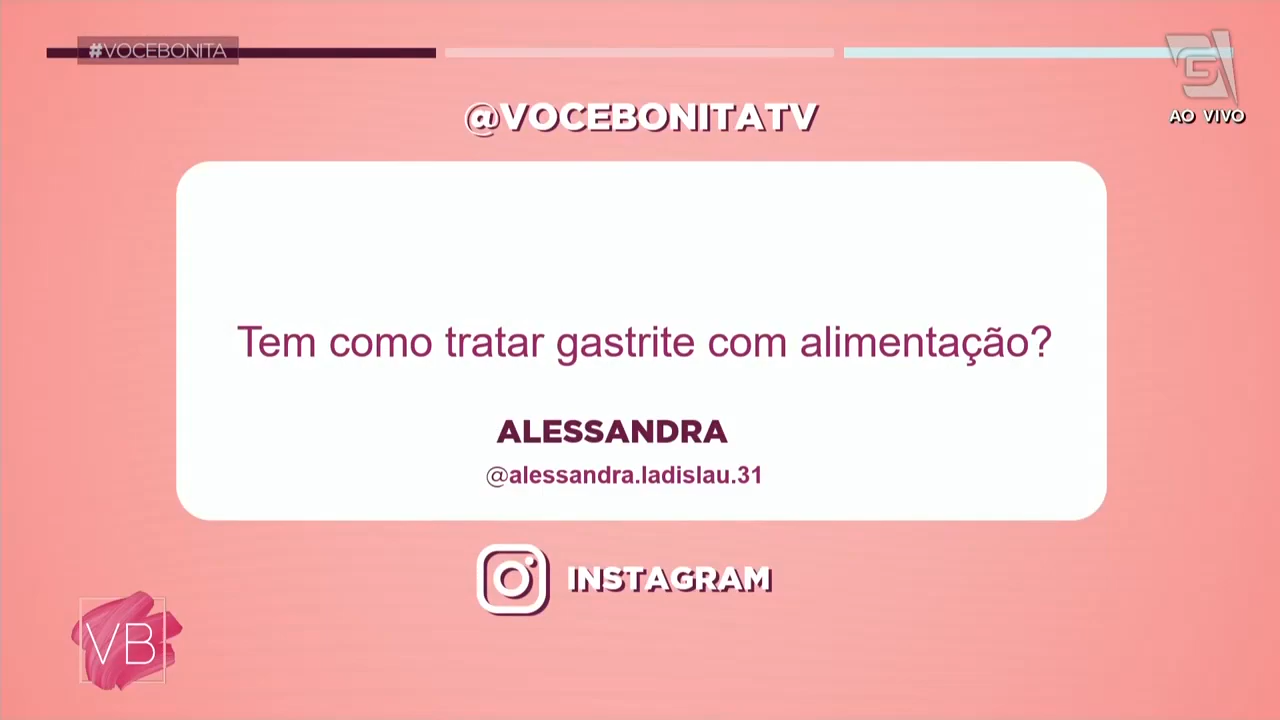 #VOCEBONITA
AO VIVO
@VOCEBONITATV
Tem como tratar gastrite com alimentação?
ALESSANDRA
@alessandra.ladislau.31
INSTAGRAM
VB